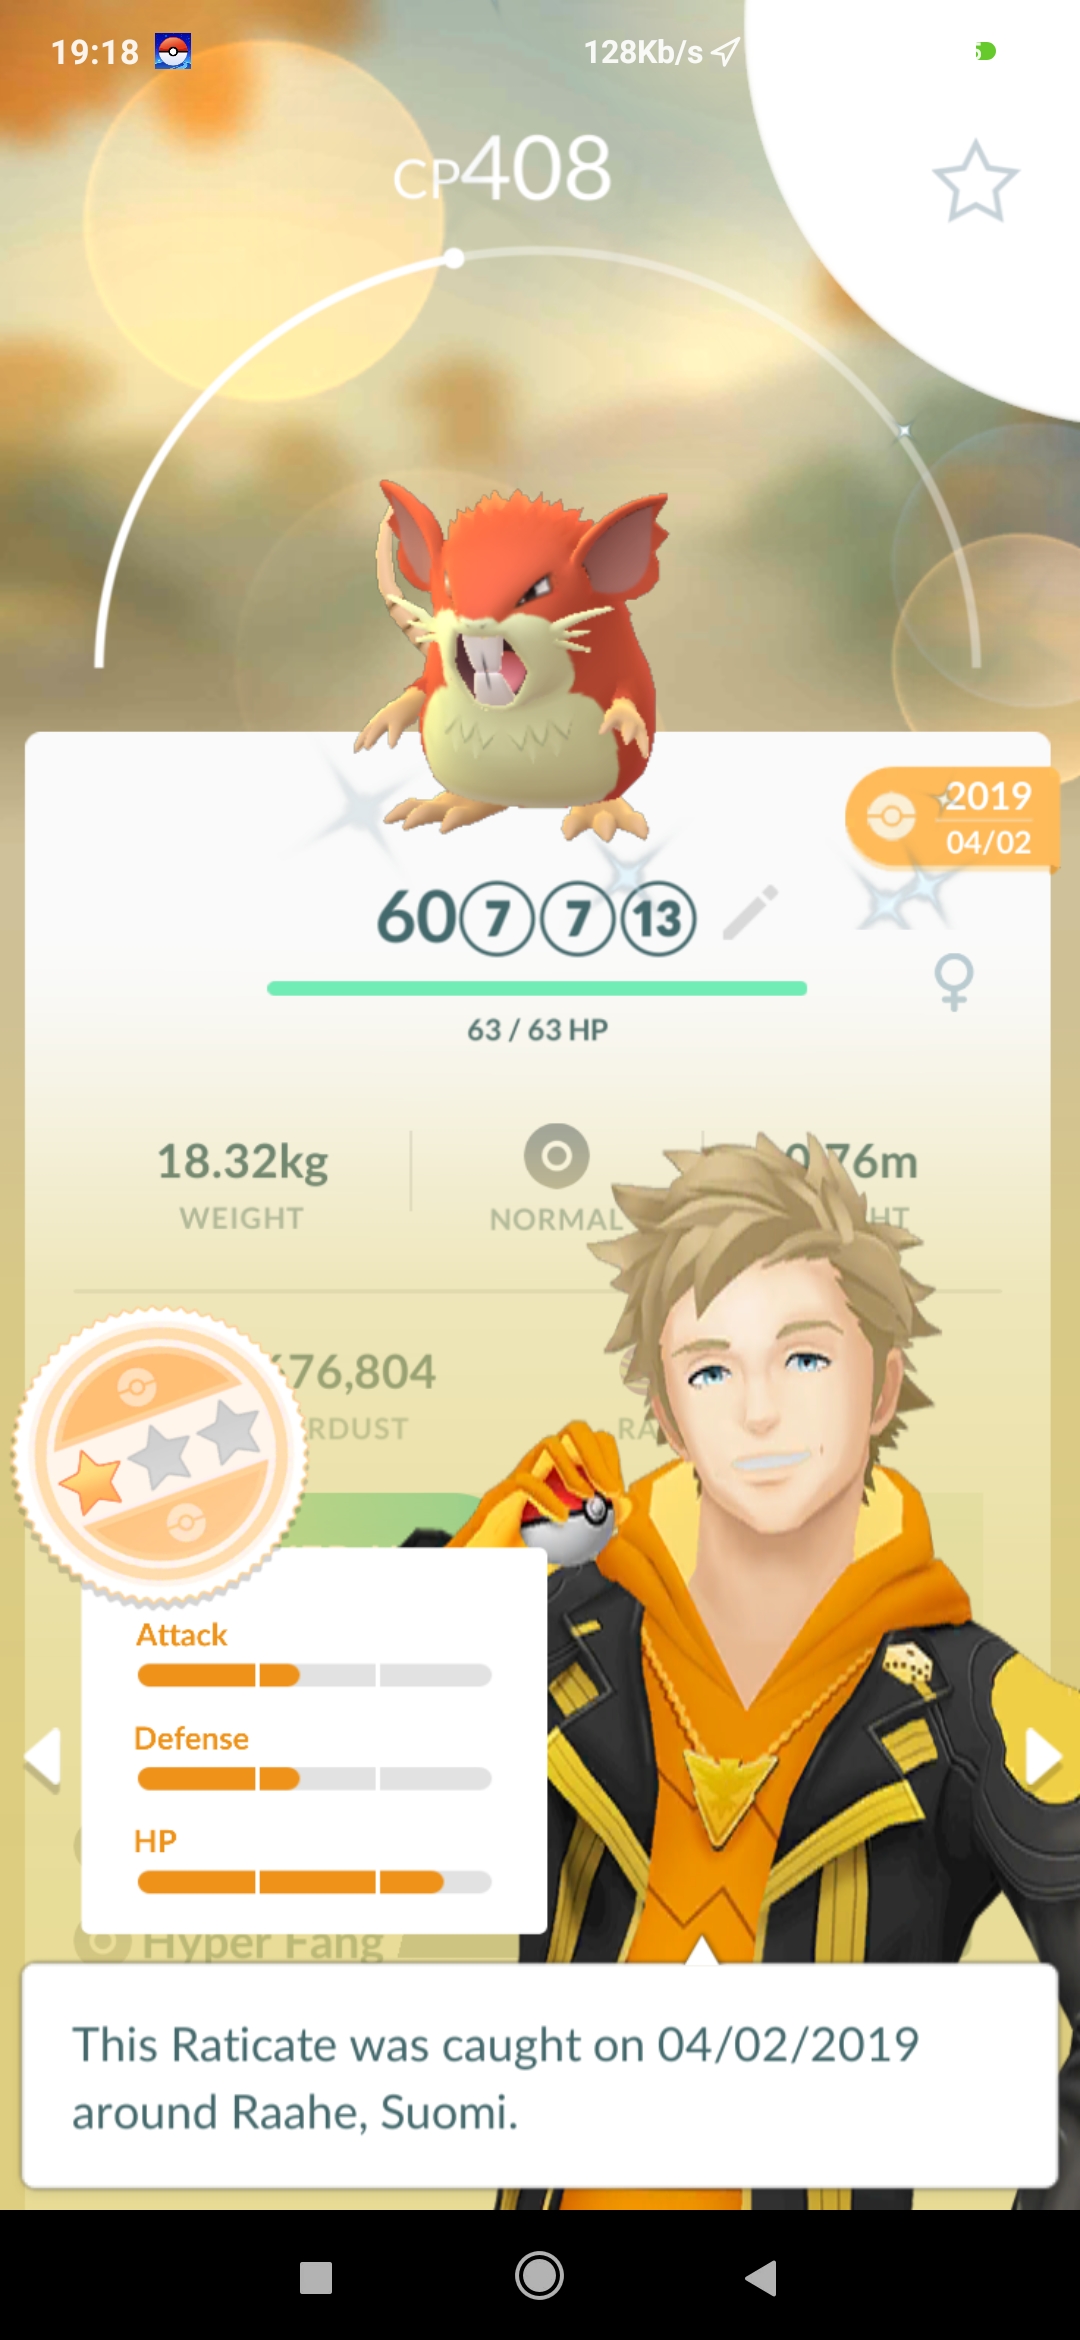 19:18
128Kb/s
CP408
2019
04/02
60 7 7 13
63 / 63 HP
18.32kg
WEIGHT
NORMAL
76m
HT
76,804
RDUST
RA
Attack
Defense
HP
Hyper Fang
This Raticate was caught on 04/02/2019
around Raahe, Suomi.